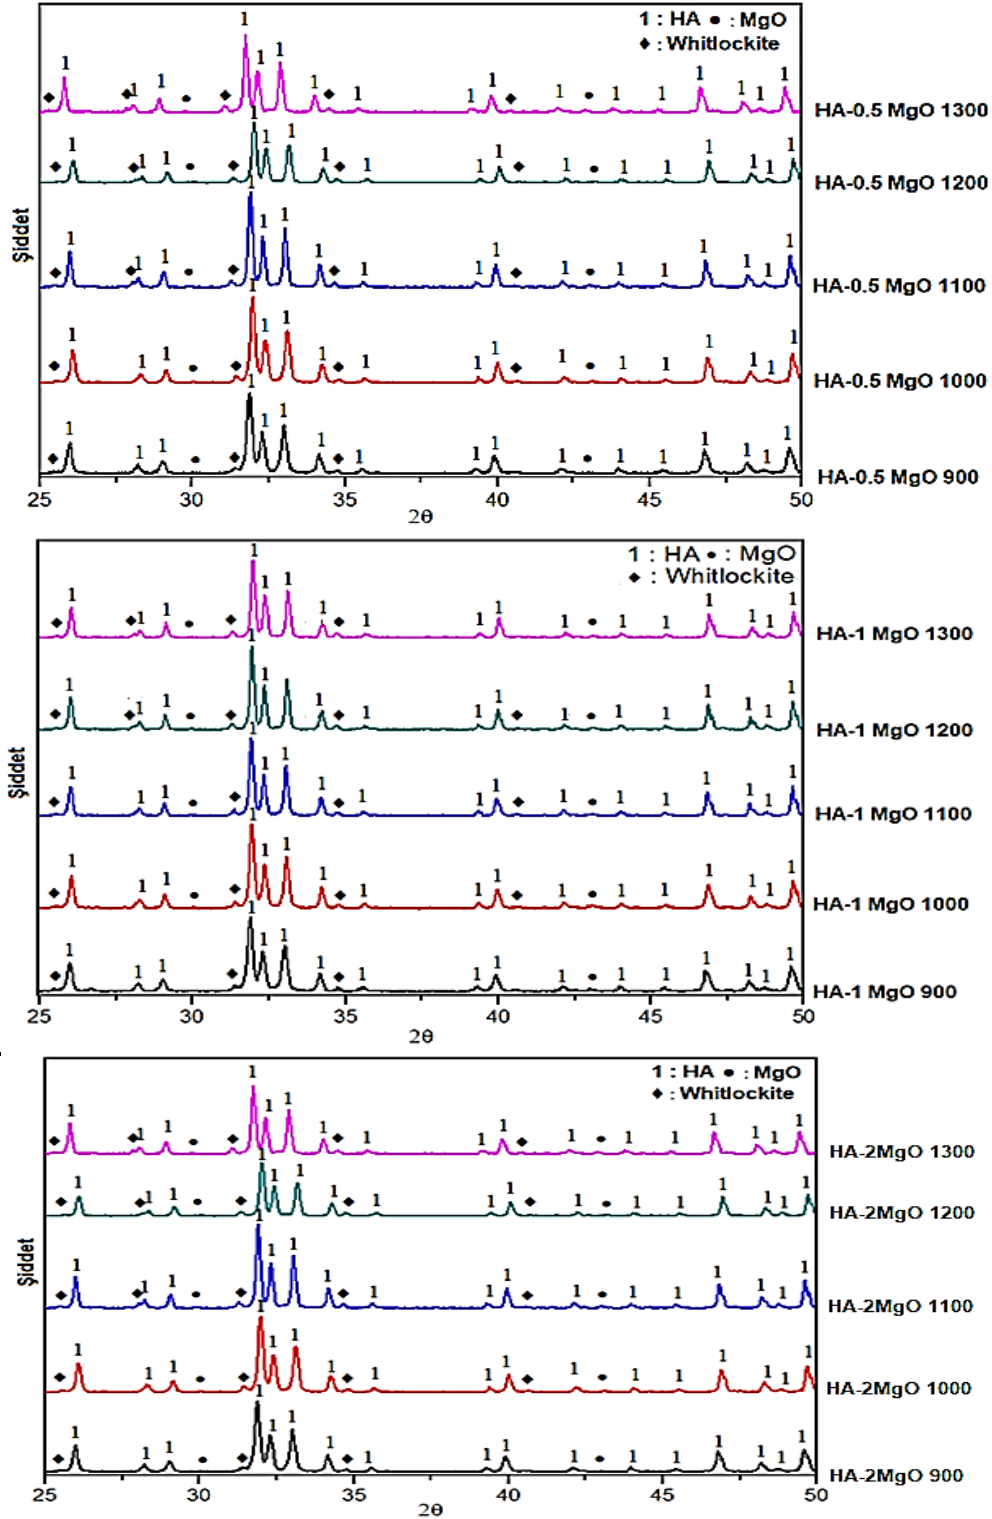 1 : HA ● : MgO
◆ : Whitlockite
HA-0.5 MgO 1300
HA-0.5 MgO 1200
HA-0.5 MgO 1100
HA-0.5 MgO 1000
HA-0.5 MgO 900
Şiddet
25 30 35 40 45 50
2θ
1 : HA ● : MgO
◆ : Whitlockite
HA-1 MgO 1300
HA-1 MgO 1200
HA-1 MgO 1100
HA-1 MgO 1000
HA-1 MgO 900
Şiddet
25 30 35 40 45 50
2θ
1 : HA ● : MgO
◆ : Whitlockite
HA-2MgO 1300
HA-2MgO 1200
HA-2MgO 1100
HA-2MgO 1000
HA-2MgO 900
Şiddet
25 30 35 40 45 50
2θ